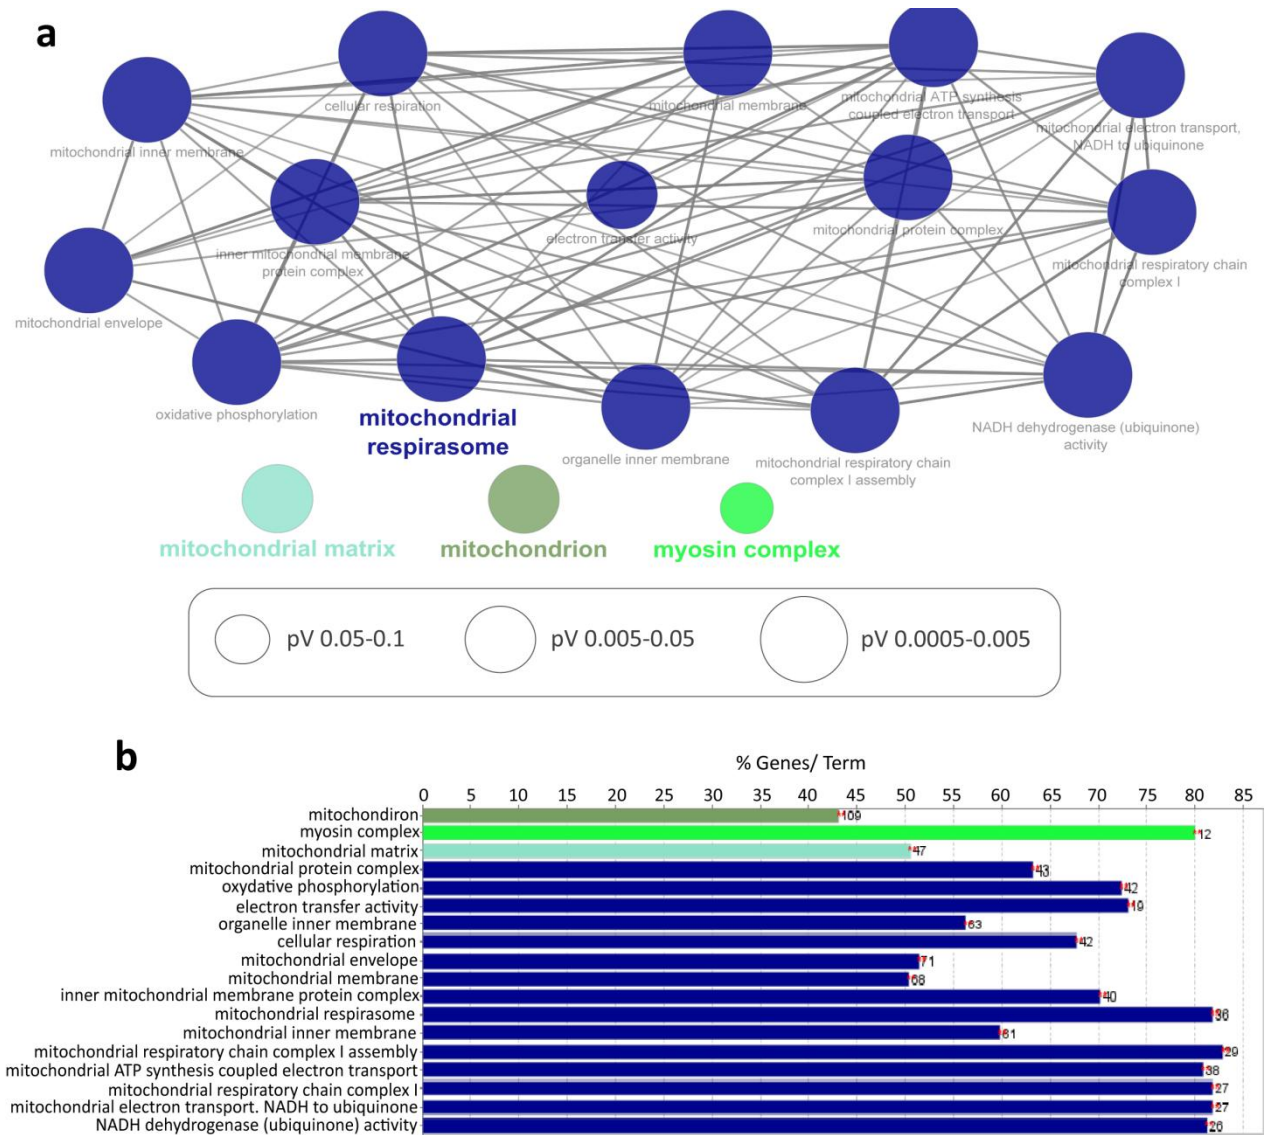 a
cellular respiration
mitochondrial membrane
mitochondrial ATP synthesis
coupled electron transport
mitochondrial electron transport,
NADH to ubiquinone
mitochondrial inner membrane
inner mitochondrial membrane
protein complex
electron transfer activity
mitochondrial protein complex
mitochondrial respiratory chain
complex I
mitochondrial envelope
oxidative phosphorylation
mitochondrial
respirasome
organelle inner membrane
mitochondrial respiratory chain
complex I assembly
NADH dehydrogenase (ubiquinone)
activity
mitochondrial matrix
mitochondrion
myosin complex
pV 0.05-0.1
pV 0.005-0.05
pV 0.0005-0.005
b
% Genes/ Term
0 5 10 15 20 25 30 35 40 45 50 55 60 65 70 75 80 85
mitochondiron 109
myosin complex 12
mitochondrial matrix 47
mitochondrial protein complex 43
oxydative phosphorylation 42
electron transfer activity 19
organelle inner membrane 63
cellular respiration 42
mitochondrial envelope 71
mitochondrial membrane 68
inner mitochondrial membrane protein complex 40
mitochondrial respirasome 36
mitochondrial inner membrane 61
mitochondrial respiratory chain complex I assembly 29
mitochondrial ATP synthesis coupled electron transport 38
mitochondrial respiratory chain complex I 27
mitochondrial electron transport. NADH to ubiquinone 27
NADH dehydrogenase (ubiquinone) activity 26